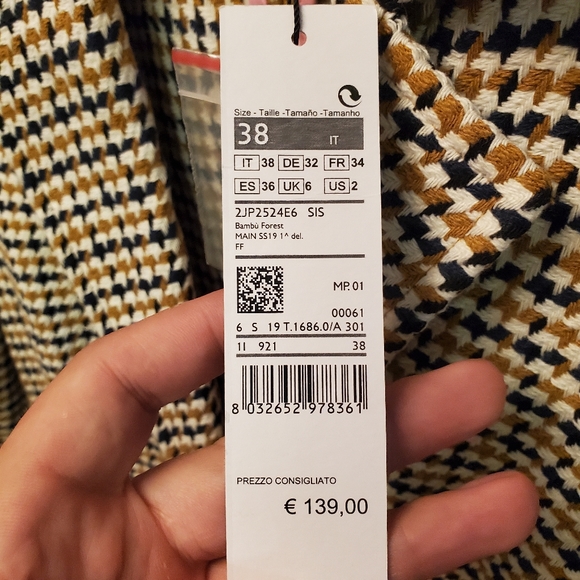 Size - Taille -Tamaño -Tamanho
38 IT
IT 38 DE 32 FR 34
ES 36 UK 6 US 2
2JP2524E6 SIS
Bambù Forest
MAIN SS19 1^ del.
FF
MP. 01
00061
6 S 19 T.1686.0/A 301
11 921 38
8 032652 978361
PREZZO CONSIGLIATO
€ 139,00